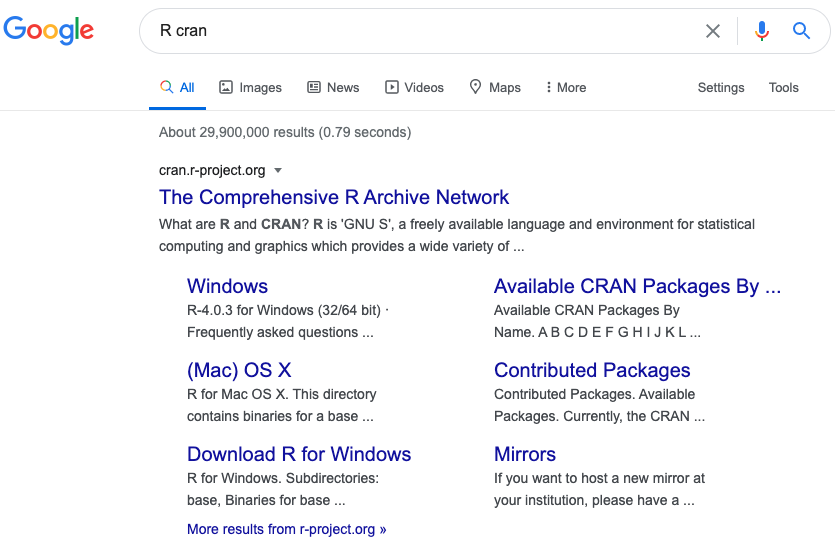 Google
R cran
All Images News Videos Maps More Settings Tools
About 29,900,000 results (0.79 seconds)
cran.r-project.org
The Comprehensive R Archive Network
What are R and CRAN? R is 'GNU S', a freely available language and environment for statistical
computing and graphics which provides a wide variety of ...
Windows
R-4.0.3 for Windows (32/64 bit) ·
Frequently asked questions ...
Available CRAN Packages By ...
Available CRAN Packages By
Name. A B C D E F G H I J K L ...
(Mac) OS X
R for Mac OS X. This directory
contains binaries for a base ...
Contributed Packages
Contributed Packages. Available
Packages. Currently, the CRAN ...
Download R for Windows
R for Windows. Subdirectories:
base, Binaries for base ...
Mirrors
If you want to host a new mirror at
your institution, please have a ...
More results from r-project.org »